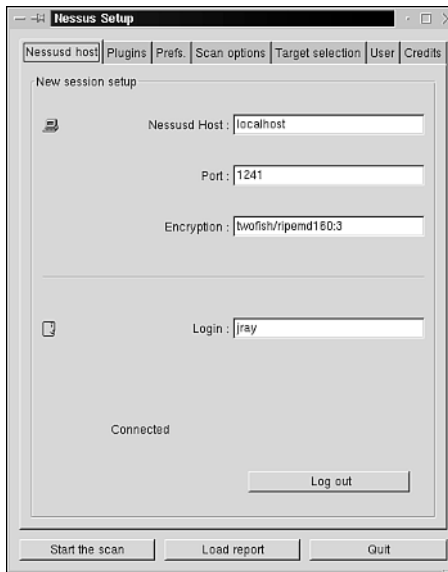 Nessus Setup
Nessusd host Plugins Prefs. Scan options Target selection User Credits
New session setup
Nessusd Host : localhost
Port : 1241
Encryption : twofish/ripemd160:3
Login : jray
Connected
Log out
Start the scan Load report Quit